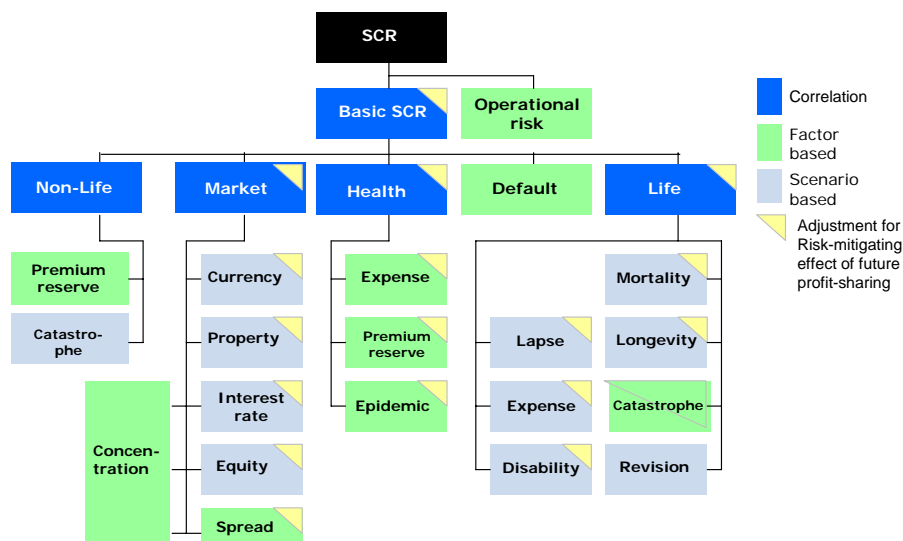 SCR
Basic SCR
Operational
risk
Correlation
Factor
based
Scenario
based
Adjustment for
Risk-mitigating
effect of future
profit-sharing
Non-Life
Market
Health
Default
Life
Premium
reserve
Catastro-
phe
Concen-
tration
Currency
Property
Interest
rate
Equity
Spread
Expense
Premium
reserve
Epidemic
Lapse
Expense
Disability
Mortality
Longevity
Catastrophe
Revision